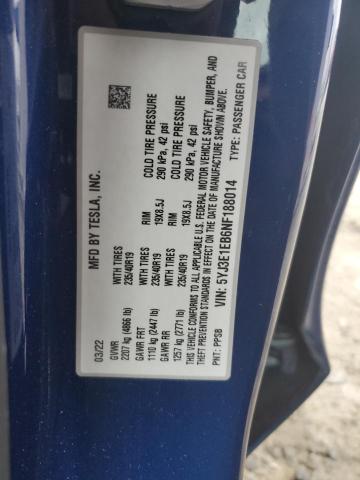 MFD BY TESLA, INC.
03/22
GVWR
2207 kg (4866 lb)
WITH TIRES
235/40R19
RIM
19X8.5J
COLD TIRE PRESSURE
290 kPa, 42 psi
GAWR FRT
1110 kg (2447 lb)
WITH TIRES
235/40R19
RIM
19X8.5J
COLD TIRE PRESSURE
290 kPa, 42 psi
GAWR RR
1257 kg (2771 lb)
THIS VEHICLE CONFORMS TO ALL APPLICABLE U.S. FEDERAL MOTOR VEHICLE SAFETY, BUMPER, AND
THEFT PREVENTION STANDARDS IN EFFECT ON THE DATE OF MANUFACTURE SHOWN ABOVE.
VIN: 5YJ3E1EB6NF188014
PNT: PPSB
TYPE: PASSENGER CAR